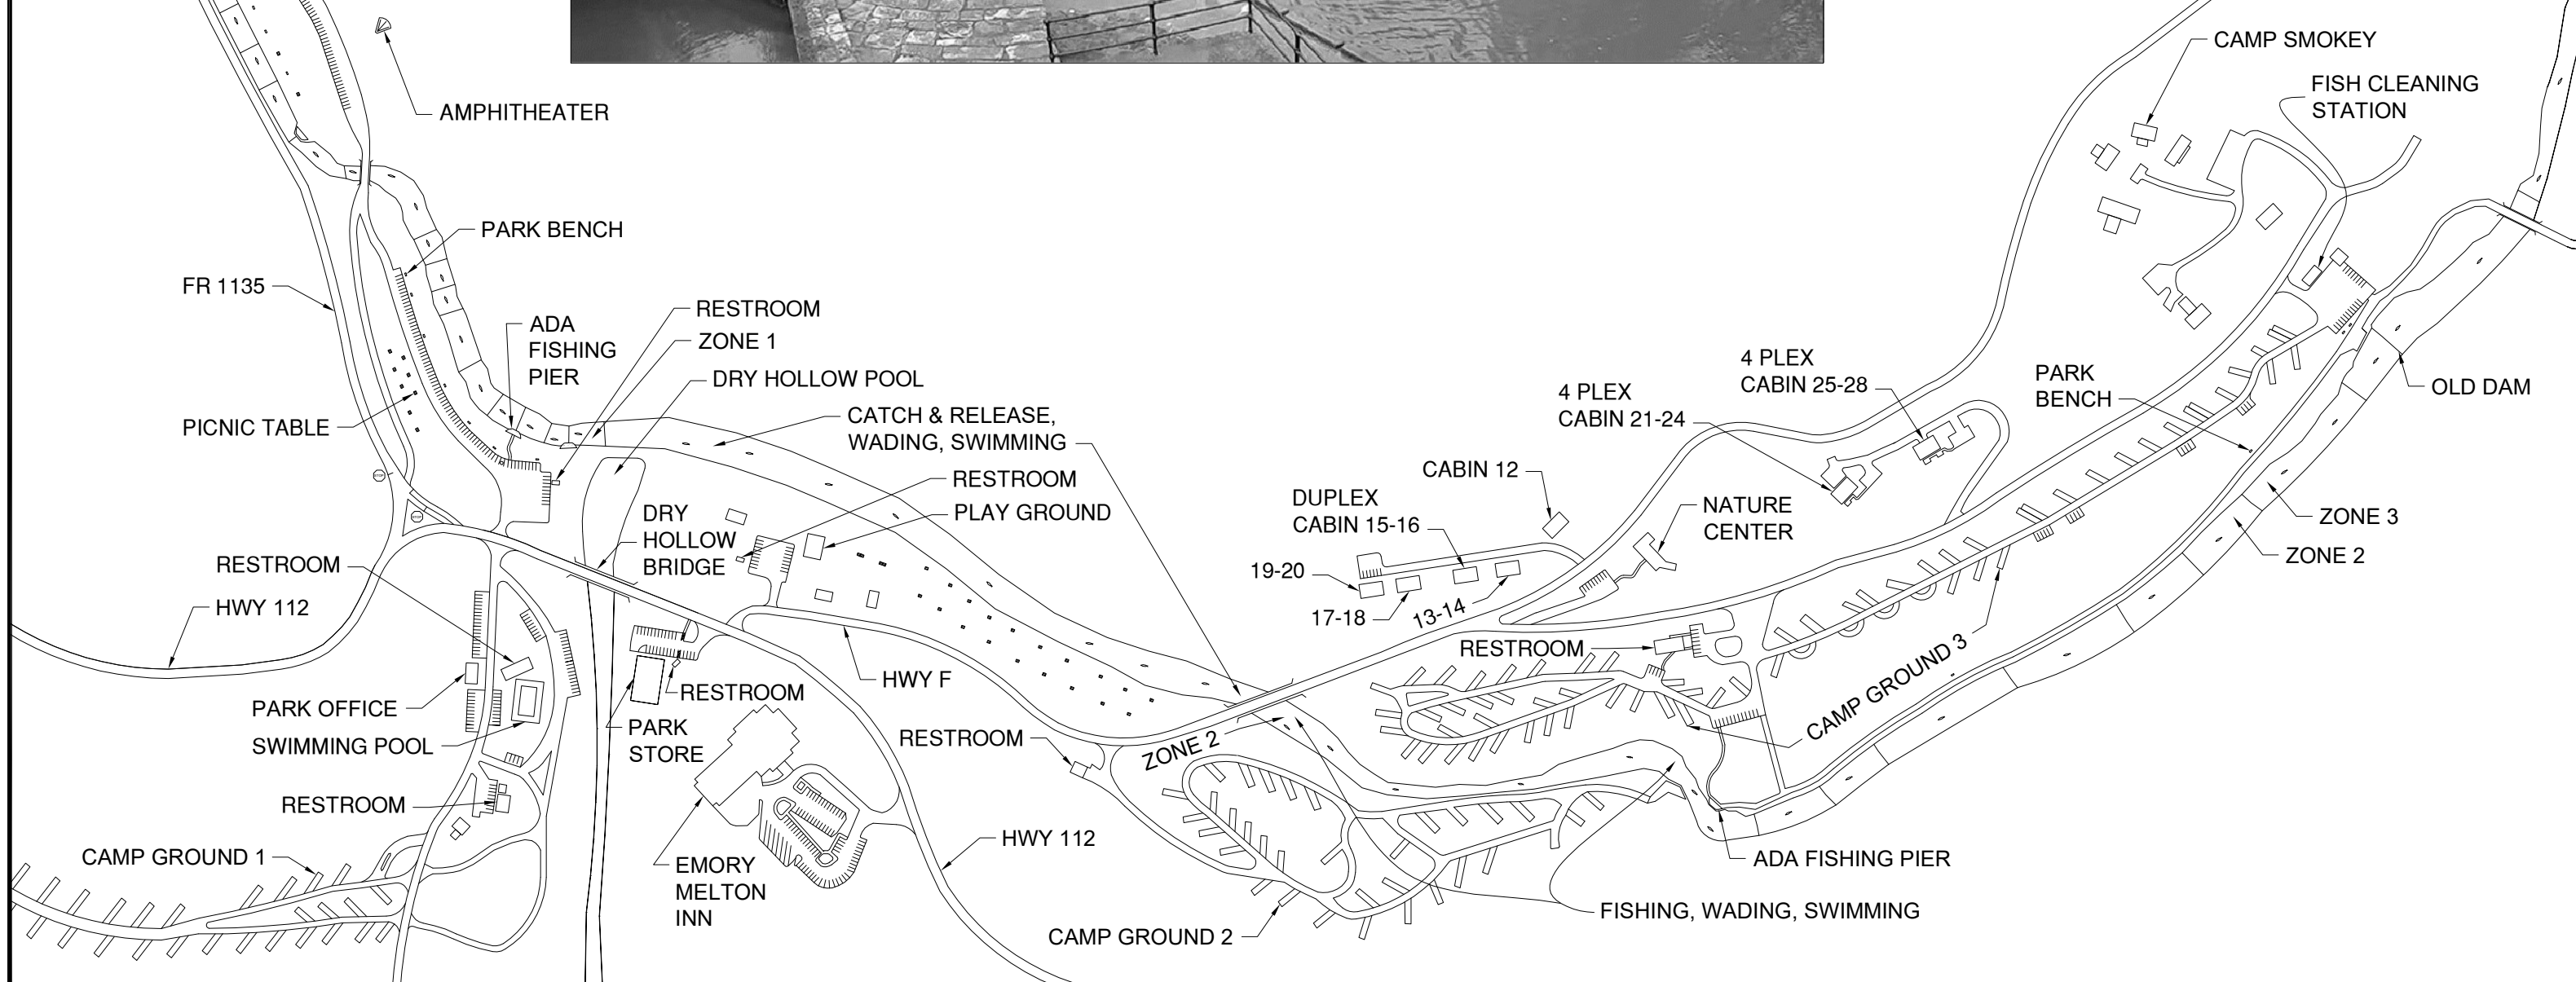 CAMP SMOKEY
FISH CLEANING
STATION
AMPHITHEATER
PARK BENCH
FR 1135
RESTROOM
ADA
FISHING
PIER
ZONE 1
DRY HOLLOW POOL
4 PLEX
CABIN 25-28
PARK
BENCH
OLD DAM
4 PLEX
CABIN 21-24
PICNIC TABLE
CATCH & RELEASE,
WADING, SWIMMING
CABIN 12
RESTROOM
DUPLEX
CABIN 15-16
NATURE
CENTER
PLAY GROUND
DRY
HOLLOW
BRIDGE
ZONE 3
ZONE 2
RESTROOM
19-20
HWY 112
17-18
13-14
RESTROOM
CAMP GROUND 3
HWY F
RESTROOM
PARK OFFICE
PARK
STORE
SWIMMING POOL
RESTROOM
ZONE 2
RESTROOM
HWY 112
CAMP GROUND 1
ADA FISHING PIER
EMORY
MELTON
INN
FISHING, WADING, SWIMMING
CAMP GROUND 2